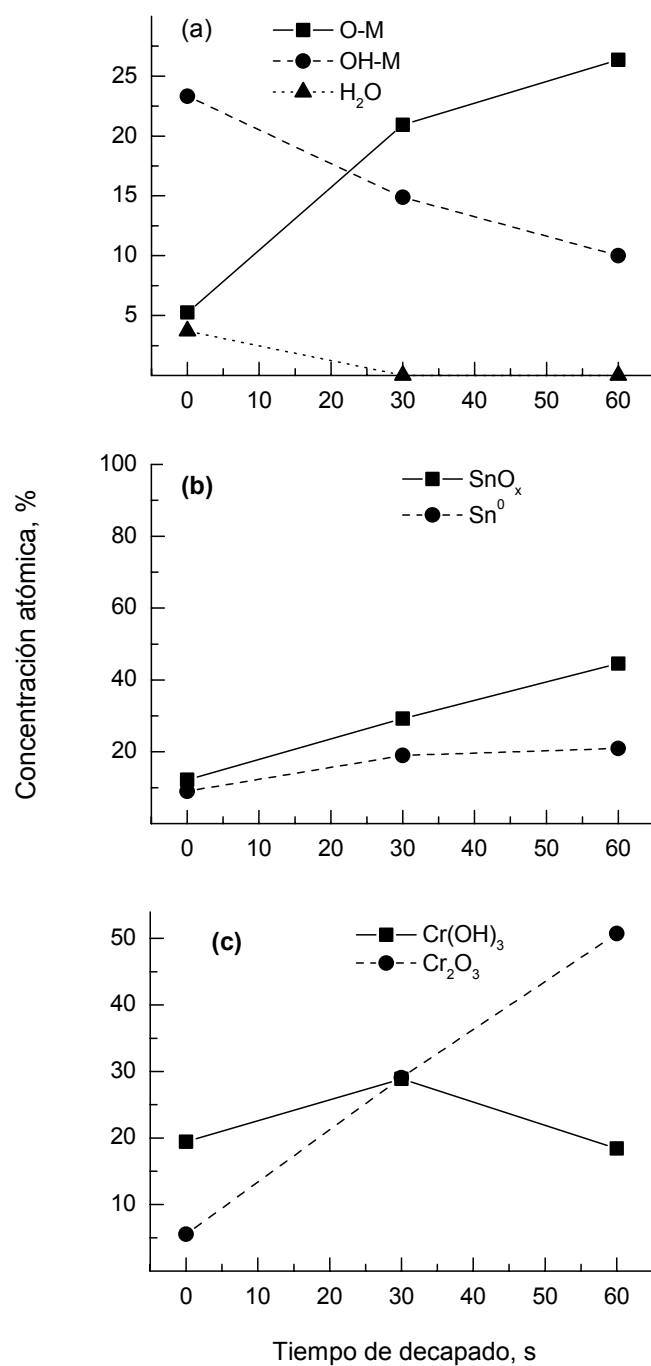 (a)
O-M
OH-M
H₂O
25
20
15
10
5
0 10 20 30 40 50 60
(b)
SnOₓ
Sn⁰
100
80
60
40
20
0 10 20 30 40 50 60
Concentración atómica, %
(c)
Cr(OH)₃
Cr₂O₃
50
40
30
20
10
0 10 20 30 40 50 60
Tiempo de decapado, s